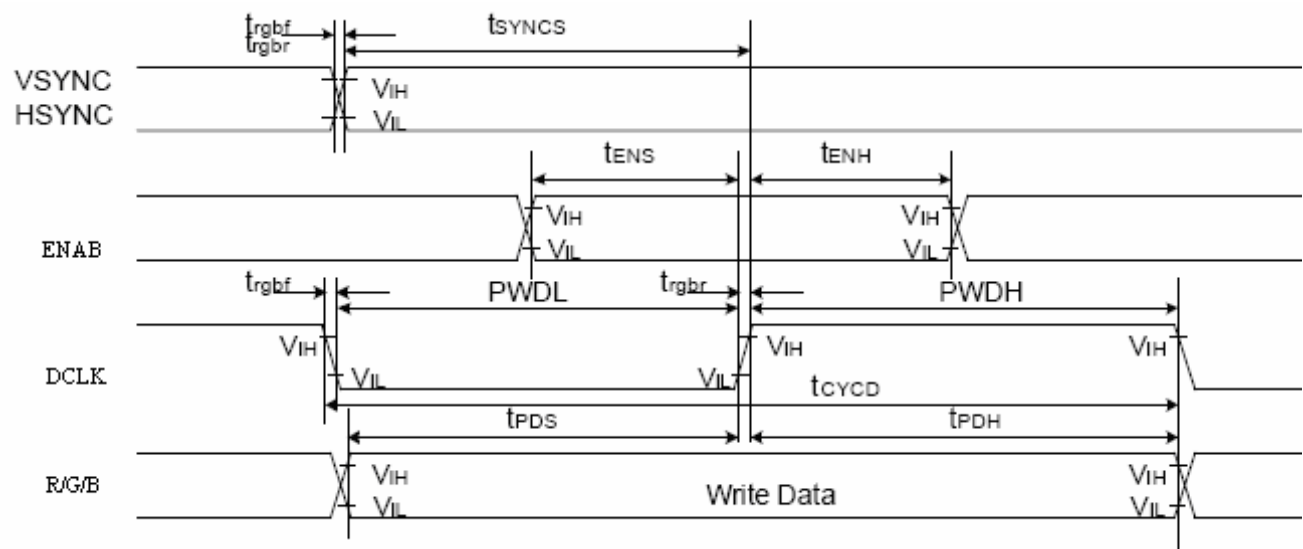 trgbf
trgbr
tSYNCS
VSYNC
HSYNC
VIH
VIL
tENS
tENH
VIH
VIH
ENAB
VIL
VIL
trgbf
PWDL
trgbr
PWDH
VIH
VIH
VIH
DCLK
VIL
VIL
tCYCD
tPDS
tPDH
R/G/B
VIH
VIH
Write Data
VIL
VIL